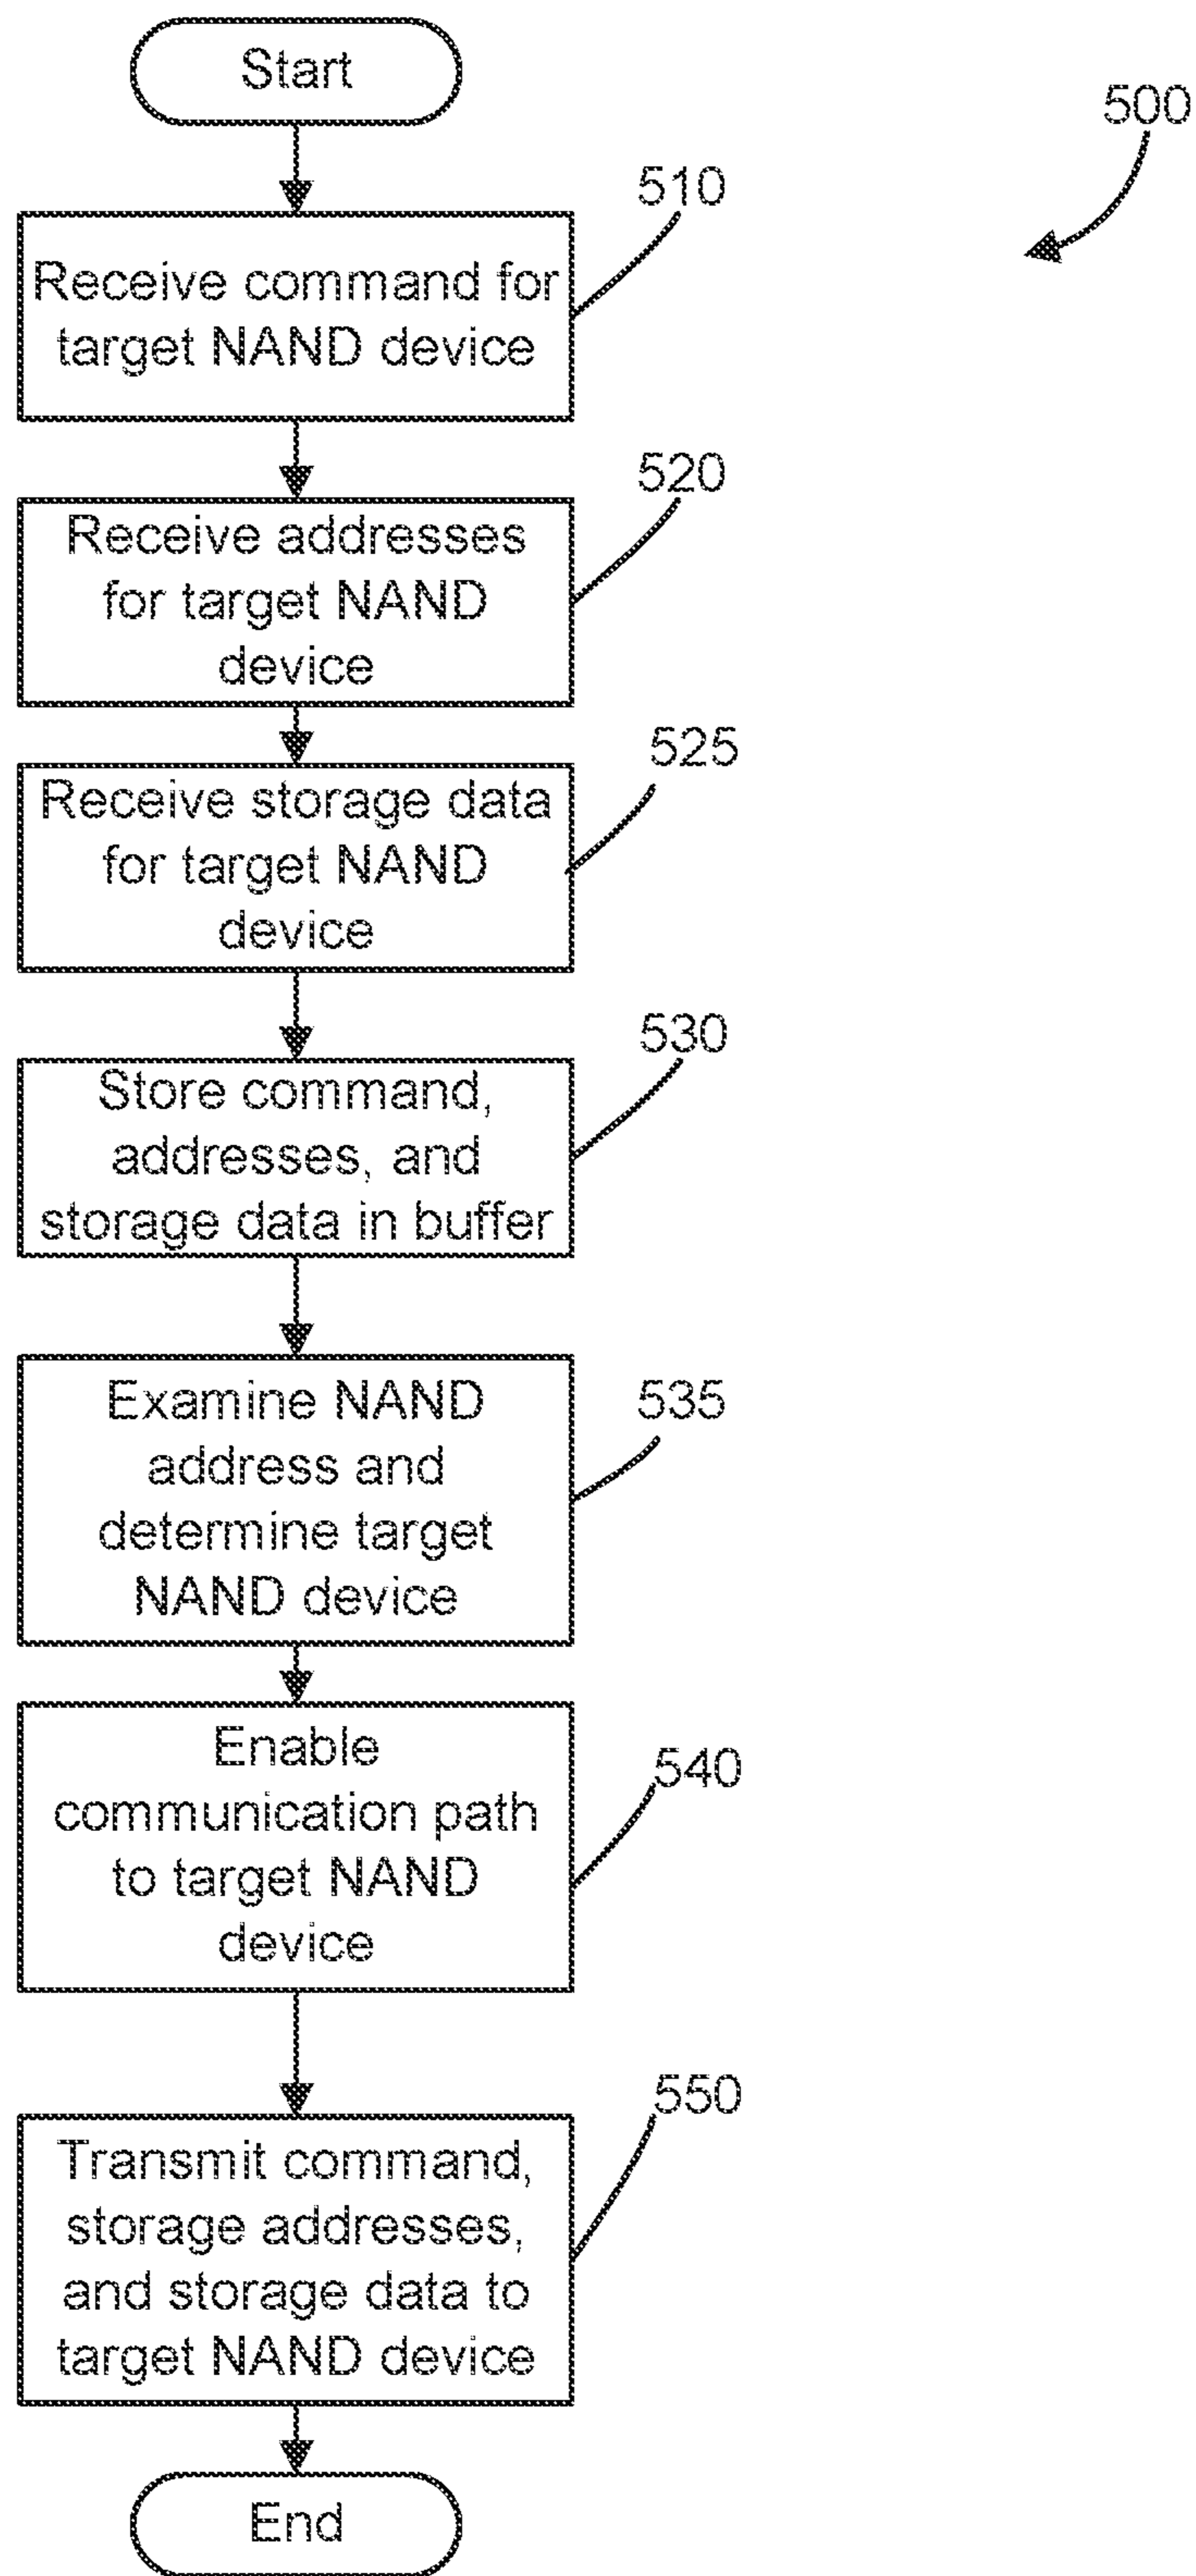 Start
500
510
Receive command for
target NAND device
520
Receive addresses
for target NAND
device
525
Receive storage data
for target NAND
device
530
Store command,
addresses, and
storage data in buffer
535
Examine NAND
address and
determine target
NAND device
540
Enable
communication path
to target NAND
device
550
Transmit command,
storage addresses,
and storage data to
target NAND device
End